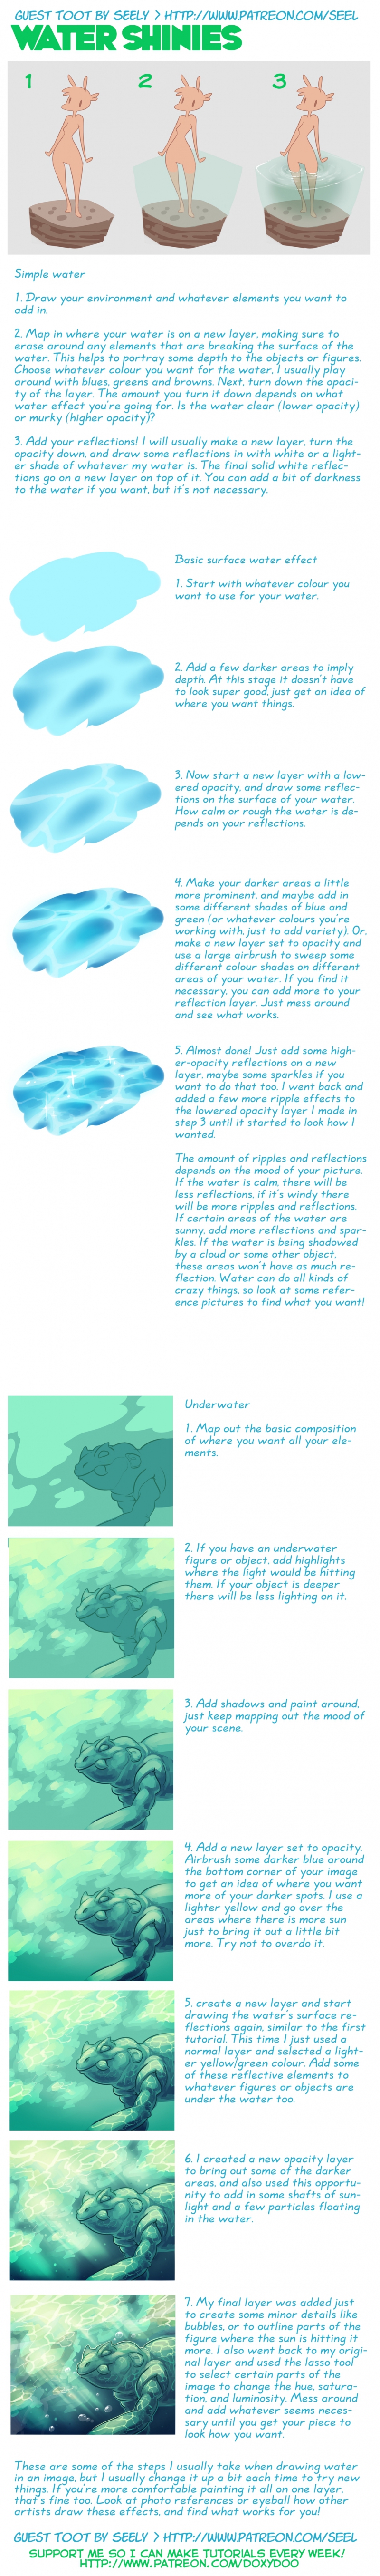 GUEST TOOT BY SEELY > HTTP://WWW.PATREON.COM/SEEL
WATER SHINIES
1 2 3
Simple water
1. Draw your environment and whatever elements you want to
add in.
2. Map in where your water is on a new layer, making sure to
erase around any elements that are breaking the surface of the
water. This helps to portray some depth to the objects or figures.
Choose whatever colour you want for the water, I usually play
around with blues, greens and browns. Next, turn down the opaci-
ty of the layer. The amount you turn it down depends on what
water effect you're going for. Is the water clear (lower opacity)
or murky (higher opacity)?
3. Add your reflections! I will usually make a new layer, turn the
opacity down, and draw some reflections in with white or a light-
er shade of whatever my water is. The final solid white reflec-
tions go on a new layer on top of it. You can add a bit of darkness
to the water if you want, but it's not necessary.
Basic surface water effect
1. Start with whatever colour you
want to use for your water.
2. Add a few darker areas to imply
depth. At this stage it doesn't have
to look super good, just get an idea of
where you want things.
3. Now start a new layer with a low-
ered opacity, and draw some reflec-
tions on the surface of your water.
How calm or rough the water is de-
pends on your reflections.
4. Make your darker areas a little
more prominent, and maybe add in
some different shades of blue and
green (or whatever colours you're
working with, just to add variety). Or,
make a new layer set to opacity and
use a large airbrush to sweep some
different colour shades on different
areas of your water. If you find it
necessary, you can add more to your
reflection layer. Just mess around
and see what works.
5. Almost done! Just add some high-
er-opacity reflections on a new
layer, maybe some sparkles if you
want to do that too. I went back and
added a few more ripple effects to
the lowered opacity layer I made in
step 3 until it started to look how I
wanted.
The amount of ripples and reflections
depends on the mood of your picture.
If the water is calm, there will be
less reflections, if it's windy there
will be more ripples and reflections.
If certain areas of the water are
sunny, add more reflections and spar-
kles. If the water is being shadowed
by a cloud or some other object,
these areas won't have as much re-
flection. Water can do all kinds of
crazy things, so look at some refer-
ence pictures to find what you want!
Underwater
1. Map out the basic composition
of where you want all your ele-
ments.
2. If you have an underwater
figure or object, add highlights
where the light would be hitting
them. If your object is deeper
there will be less lighting on it.
3. Add shadows and paint around,
just keep mapping out the mood of
your scene.
4. Add a new layer set to opacity.
Airbrush some darker blue around
the bottom corner of your image
to get an idea of where you want
more of your darker spots. I use a
lighter yellow and go over the
areas where there is more sun
just to bring it out a little bit
more. Try not to overdo it.
5. create a new layer and start
drawing the water's surface re-
flections again, similar to the first
tutorial. This time I just used a
normal layer and selected a light-
er yellow/green colour. Add some
of these reflective elements to
whatever figures or objects are
under the water too.
6. I created a new opacity layer
to bring out some of the darker
areas, and also used this opportu-
nity to add in some shafts of sun-
light and a few particles floating
in the water.
7. My final layer was added just
to create some minor details like
bubbles, or to outline parts of the
figure where the sun is hitting it
more. I also went back to my origi-
nal layer and used the lasso tool
to select certain parts of the
image to change the hue, satura-
tion, and luminosity. Mess around
and add whatever seems neces-
sary until you get your piece to
look how you want.
These are some of the steps I usually take when drawing water
in an image, but I usually change it up a bit each time to try new
things. If you're more comfortable painting it all on one layer,
that's fine too. Look at photo references or eyeball how other
artists draw these effects, and find what works for you!
GUEST TOOT BY SEELY > HTTP://WWW.PATREON.COM/SEEL
SUPPORT ME SO I CAN MAKE TUTORIALS EVERY WEEK!
HTTP://WWW.PATREON.COM/DOXYDOO